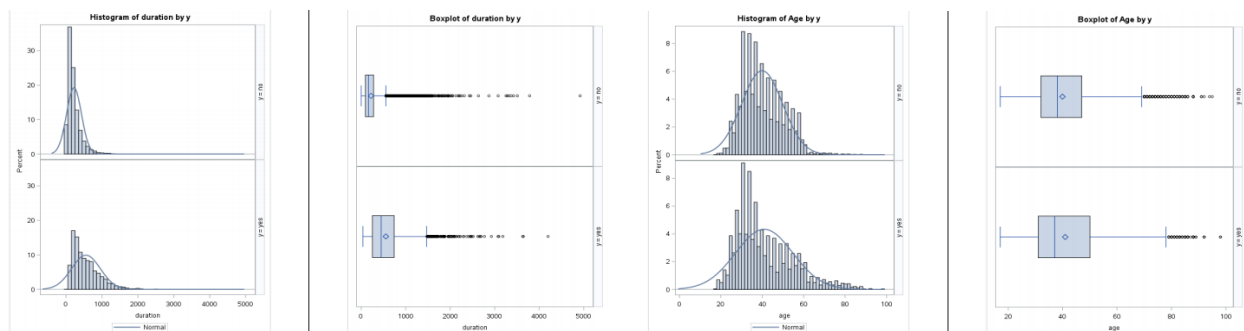 Histogram of duration by y
30
20
10
0
y = no
Percent
30
20
10
0
y = yes
0 1000 2000 3000 4000 5000
duration
Normal
Boxplot of duration by y
y = no
y = yes
0 1000 2000 3000 4000 5000
duration
Histogram of Age by y
8
6
4
2
0
y = no
Percent
8
6
4
2
0
y = yes
0 20 40 60 80 100
age
Normal
Boxplot of Age by y
y = no
y = yes
20 40 60 80 100
age